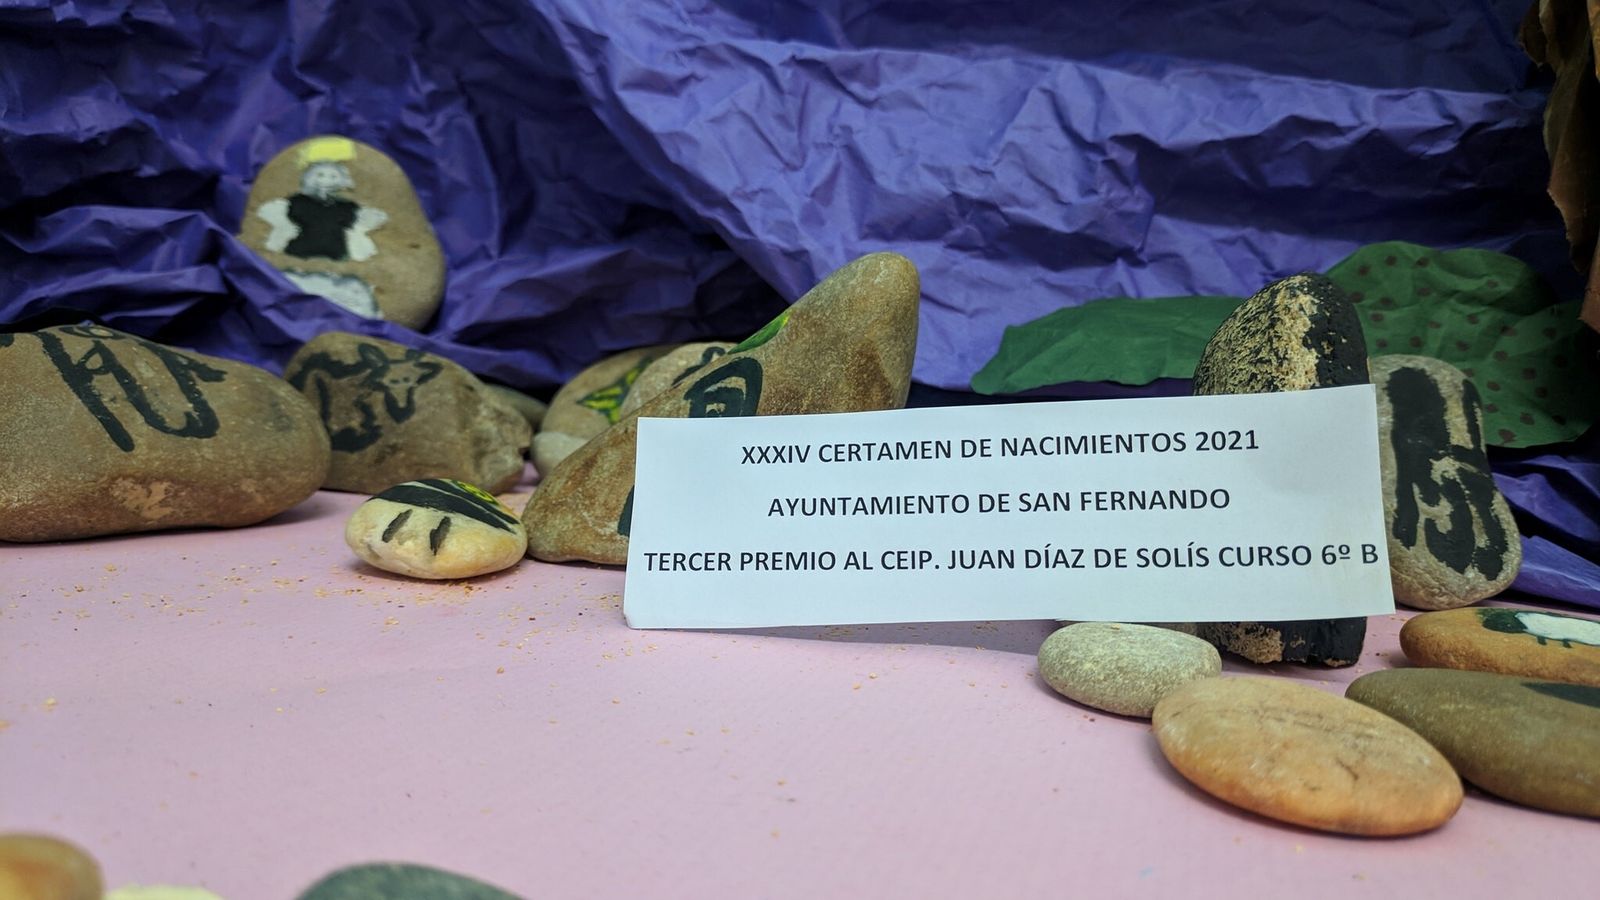 XXXIV CERTAMEN DE NACIMIENTOS 2021
AYUNTAMIENTO DE SAN FERNANDO
TERCER PREMIO AL CEIP. JUAN DÍAZ DE SOLÍS CURSO 6º B